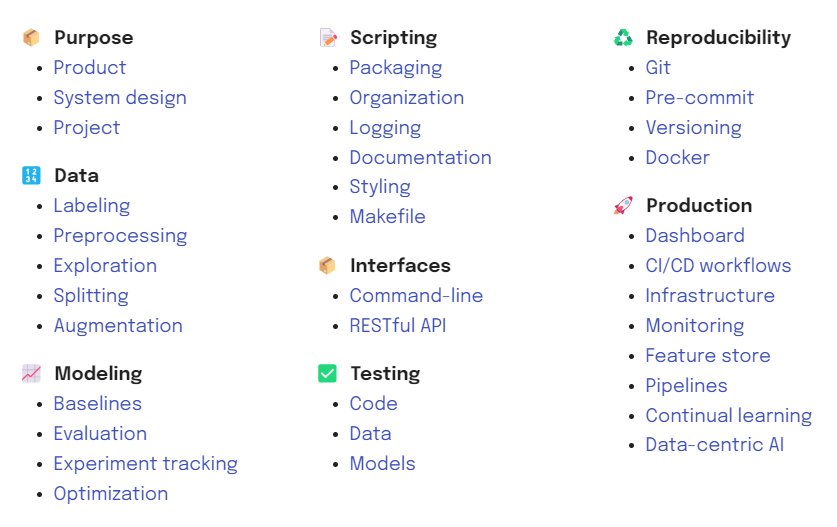 Purpose
Product
System design
Project
Data
Labeling
Preprocessing
Exploration
Splitting
Augmentation
Modeling
Baselines
Evaluation
Experiment tracking
Optimization
Scripting
Packaging
Organization
Logging
Documentation
Styling
Makefile
Interfaces
Command-line
RESTful API
Testing
Code
Data
Models
Reproducibility
Git
Pre-commit
Versioning
Docker
Production
Dashboard
CI/CD workflows
Infrastructure
Monitoring
Feature store
Pipelines
Continual learning
Data-centric AI